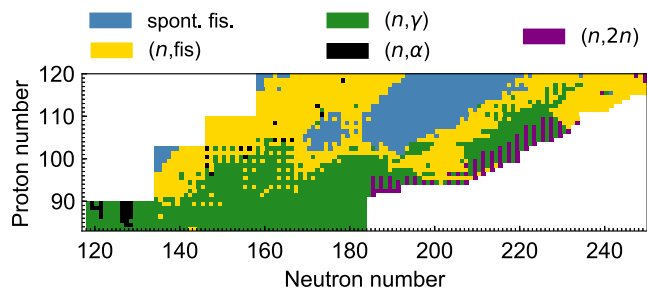 spont. fis. (n,γ) (n,2n)
(n,fis) (n,α)
Proton number
120
110
100
90
120 140 160 180 200 220 240
Neutron number